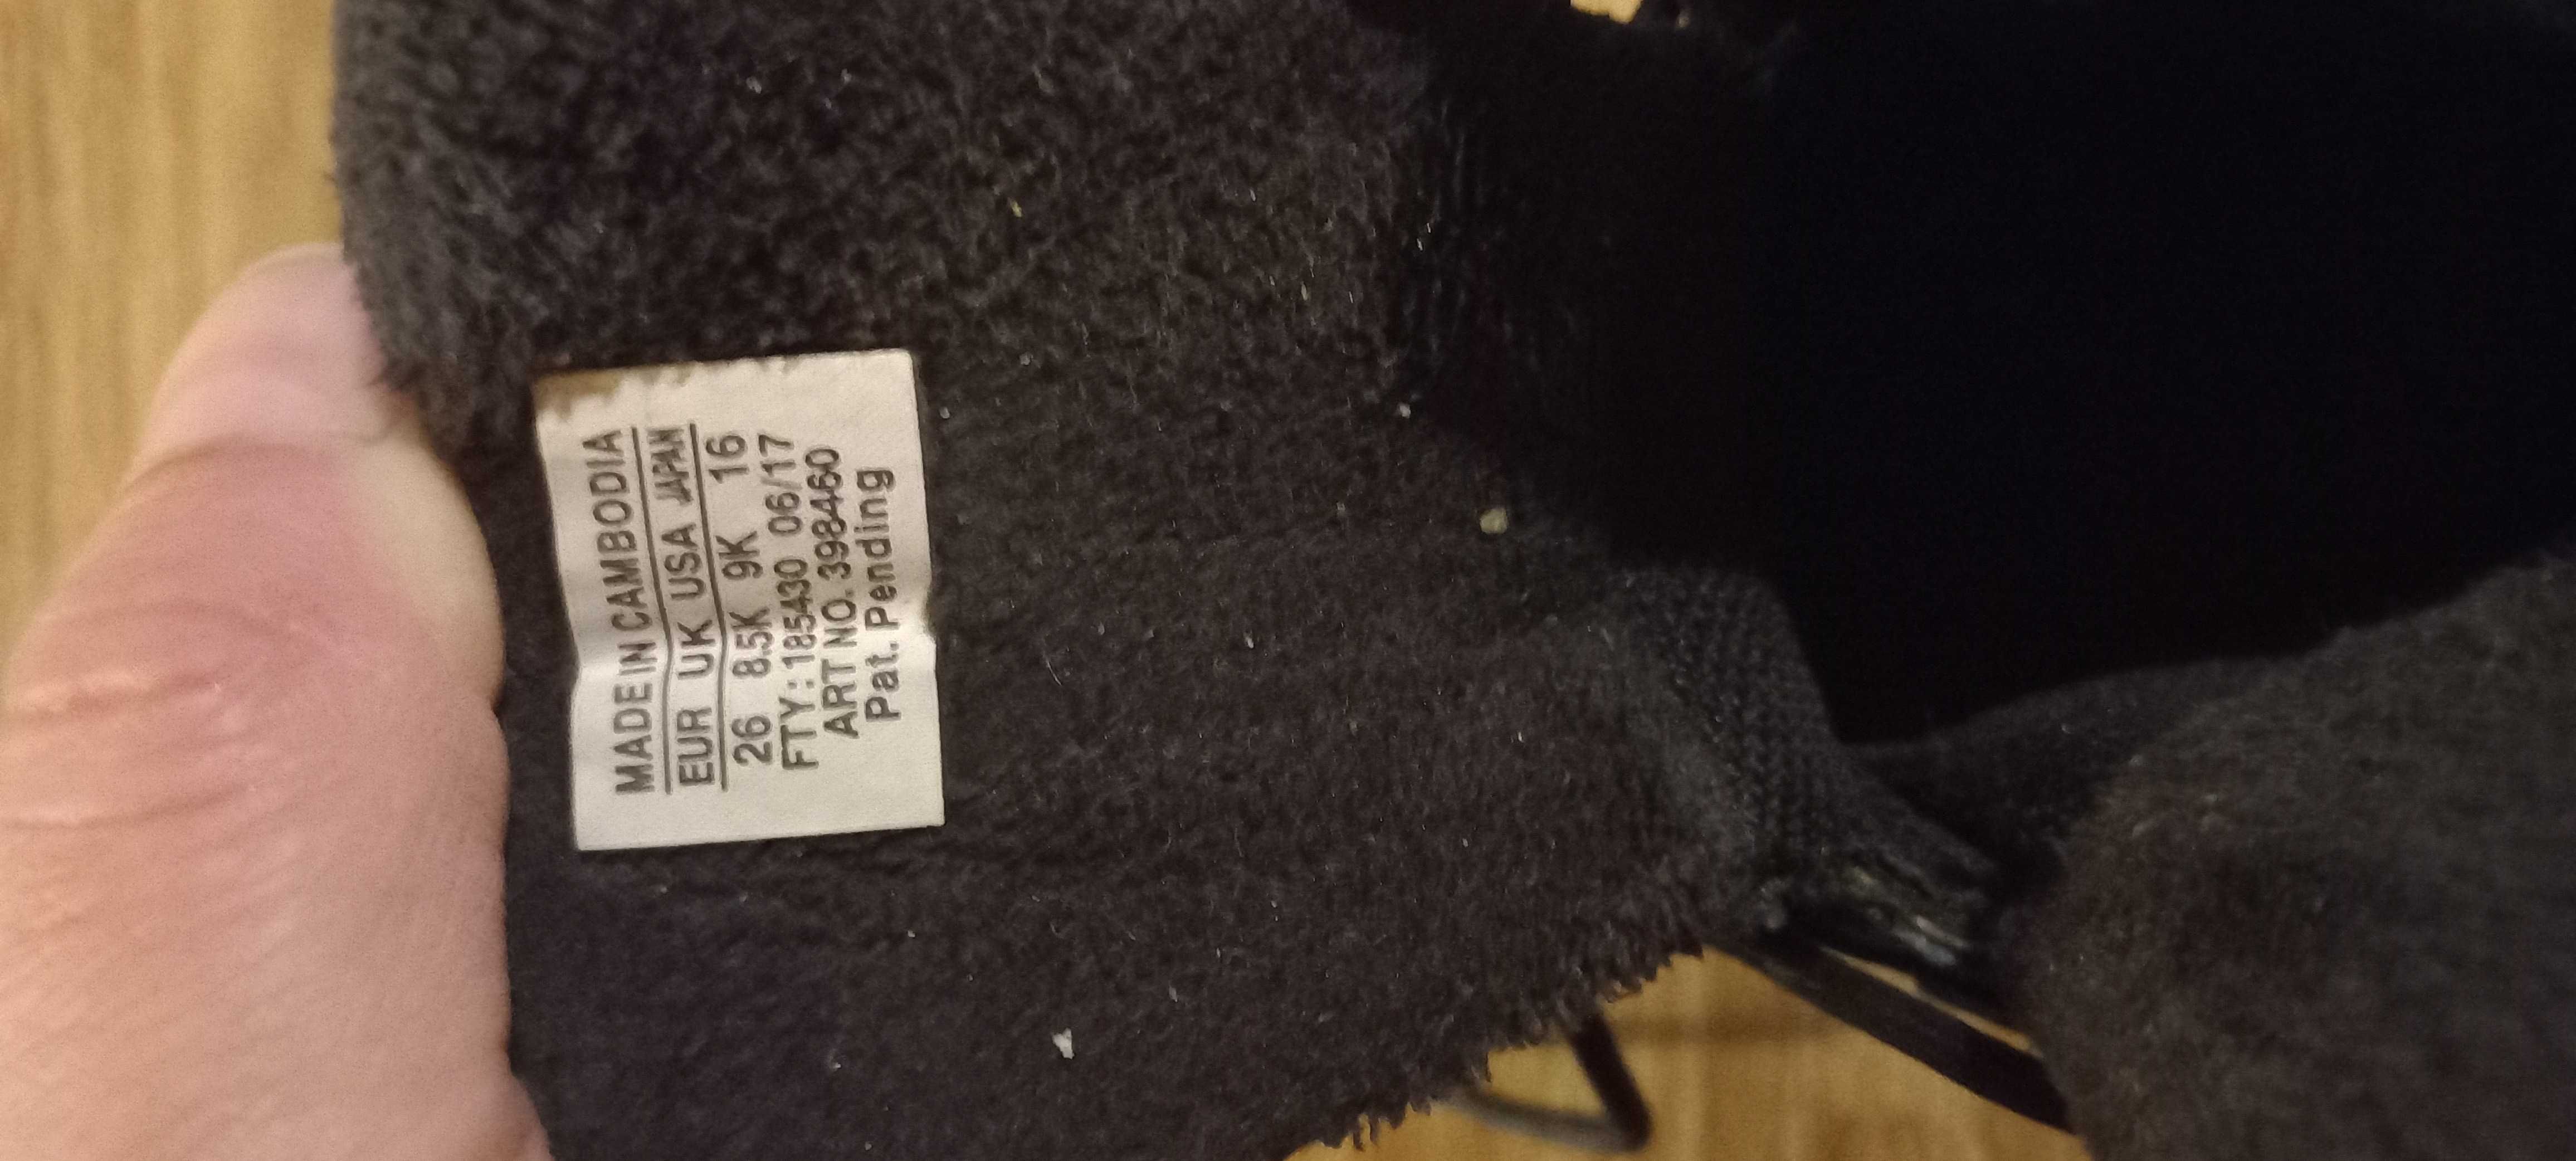 MADE IN CAMBODIA
EUR UK USA JAPAN
26 8.5K 9K 16
FTY: 185430 06/17
ART NO. 398460
Pat. Pending